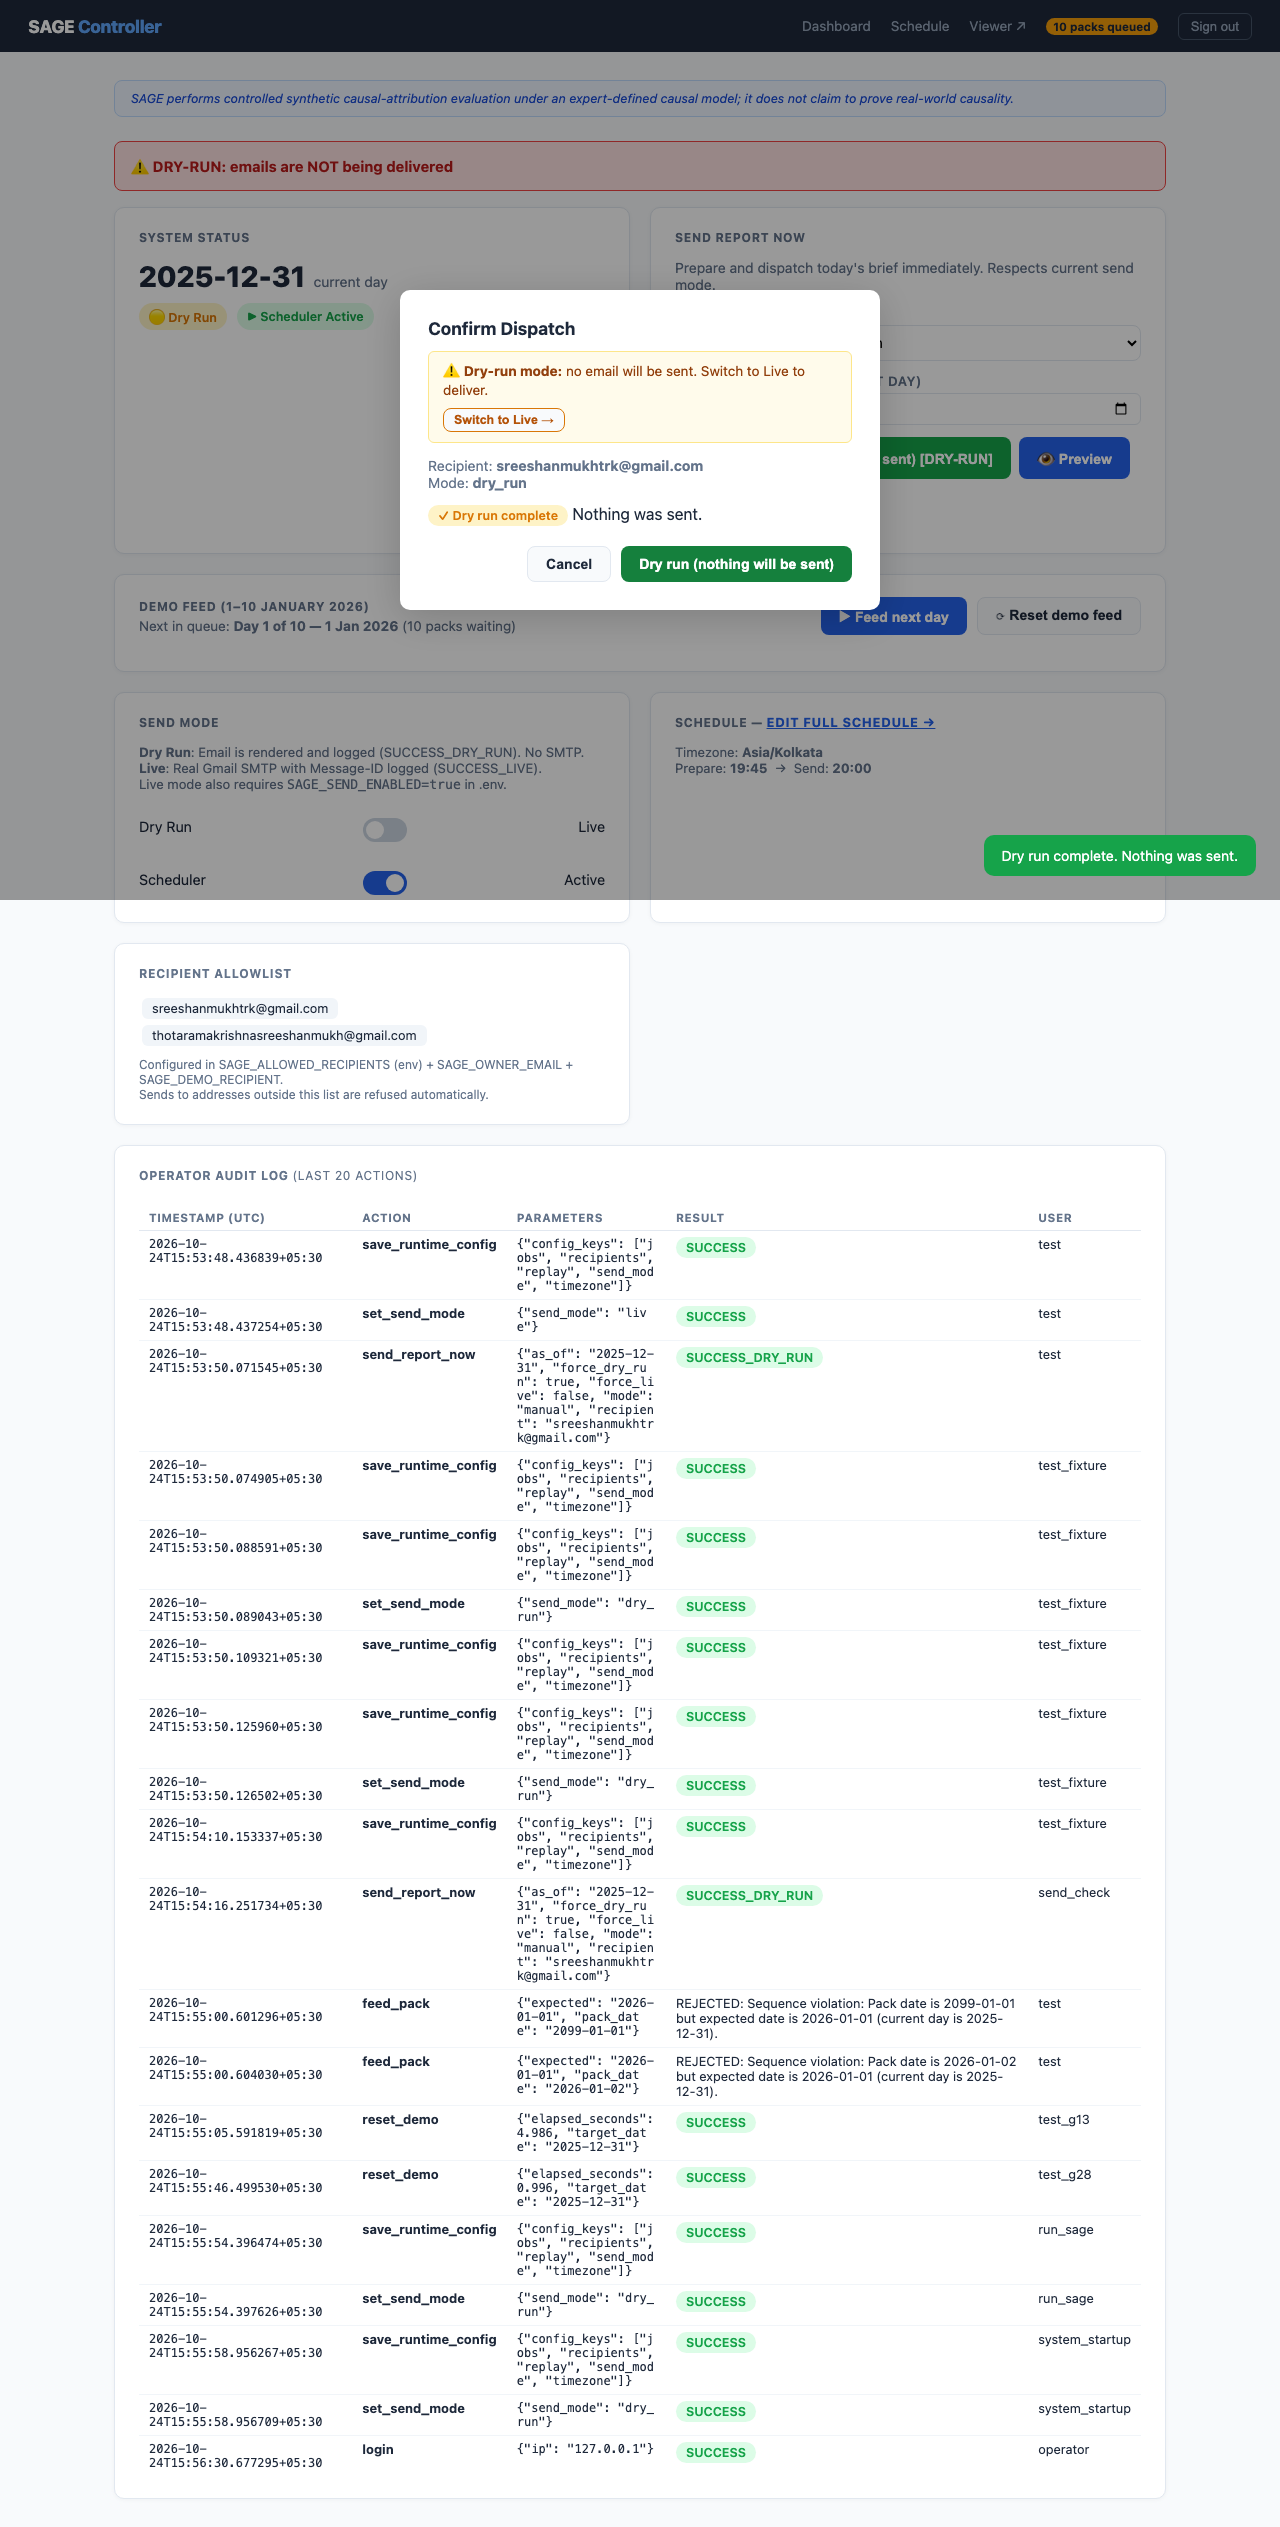 SAGE Controller
Dashboard Schedule Viewer ↗ 10 packs queued Sign out
SAGE performs controlled synthetic causal-attribution evaluation under an expert-defined causal model; it does not claim to prove real-world causality.
⚠️ DRY-RUN: emails are NOT being delivered
SYSTEM STATUS
2025-12-31 current day
🟡 Dry Run ▶ Scheduler Active
SEND REPORT NOW
Prepare and dispatch today's brief immediately. Respects current send
mode.
T DAY)
sent) [DRY-RUN] 👁 Preview
Confirm Dispatch
⚠️ Dry-run mode: no email will be sent. Switch to Live to
deliver.
Switch to Live →
Recipient: sreeshanmukhtrk@gmail.com
Mode: dry_run
✓ Dry run complete Nothing was sent.
Cancel Dry run (nothing will be sent)
DEMO FEED (1–10 JANUARY 2026)
Next in queue: Day 1 of 10 — 1 Jan 2026 (10 packs waiting)
▶ Feed next day ⟳ Reset demo feed
SEND MODE
Dry Run: Email is rendered and logged (SUCCESS_DRY_RUN). No SMTP.
Live: Real Gmail SMTP with Message-ID logged (SUCCESS_LIVE).
Live mode also requires SAGE_SEND_ENABLED=true in .env.
Dry Run Live
Scheduler Active
SCHEDULE — EDIT FULL SCHEDULE →
Timezone: Asia/Kolkata
Prepare: 19:45 → Send: 20:00
Dry run complete. Nothing was sent.
RECIPIENT ALLOWLIST
sreeshanmukhtrk@gmail.com
thotaramakrishnasreeshanmukh@gmail.com
Configured in SAGE_ALLOWED_RECIPIENTS (env) + SAGE_OWNER_EMAIL +
SAGE_DEMO_RECIPIENT.
Sends to addresses outside this list are refused automatically.
OPERATOR AUDIT LOG (LAST 20 ACTIONS)
TIMESTAMP (UTC) ACTION PARAMETERS RESULT USER
2026-10- save_runtime_config {"config_keys": ["j SUCCESS test
24T15:53:48.436839+05:30 obs", "recipients",
"replay", "send_mod
e", "timezone"]}
2026-10- set_send_mode {"send_mode": "liv SUCCESS test
24T15:53:48.437254+05:30 e"}
2026-10- send_report_now {"as_of": "2025-12- SUCCESS_DRY_RUN test
24T15:53:50.071545+05:30 31", "force_dry_ru
n": true, "force_li
ve": false, "mode":
"manual", "recipien
t": "sreeshanmukhtr
k@gmail.com"}
2026-10- save_runtime_config {"config_keys": ["j SUCCESS test_fixture
24T15:53:50.074905+05:30 obs", "recipients",
"replay", "send_mod
e", "timezone"]}
2026-10- save_runtime_config {"config_keys": ["j SUCCESS test_fixture
24T15:53:50.088591+05:30 obs", "recipients",
"replay", "send_mod
e", "timezone"]}
2026-10- set_send_mode {"send_mode": "dry_ SUCCESS test_fixture
24T15:53:50.089043+05:30 run"}
2026-10- save_runtime_config {"config_keys": ["j SUCCESS test_fixture
24T15:53:50.109321+05:30 obs", "recipients",
"replay", "send_mod
e", "timezone"]}
2026-10- save_runtime_config {"config_keys": ["j SUCCESS test_fixture
24T15:53:50.125960+05:30 obs", "recipients",
"replay", "send_mod
e", "timezone"]}
2026-10- set_send_mode {"send_mode": "dry_ SUCCESS test_fixture
24T15:53:50.126502+05:30 run"}
2026-10- save_runtime_config {"config_keys": ["j SUCCESS test_fixture
24T15:54:10.153337+05:30 obs", "recipients",
"replay", "send_mod
e", "timezone"]}
2026-10- send_report_now {"as_of": "2025-12- SUCCESS_DRY_RUN send_check
24T15:54:16.251734+05:30 31", "force_dry_ru
n": true, "force_li
ve": false, "mode":
"manual", "recipien
t": "sreeshanmukhtr
k@gmail.com"}
2026-10- feed_pack {"expected": "2026- REJECTED: Sequence violation: Pack date is 2099-01-01 test
24T15:55:00.601296+05:30 01-01", "pack_dat but expected date is 2026-01-01 (current day is 2025-
e": "2099-01-01"} 12-31).
2026-10- feed_pack {"expected": "2026- REJECTED: Sequence violation: Pack date is 2026-01-02 test
24T15:55:00.604030+05:30 01-01", "pack_dat but expected date is 2026-01-01 (current day is 2025-
e": "2026-01-02"} 12-31).
2026-10- reset_demo {"elapsed_seconds": SUCCESS test_g13
24T15:55:05.591819+05:30 4.986, "target_dat
e": "2025-12-31"}
2026-10- reset_demo {"elapsed_seconds": SUCCESS test_g28
24T15:55:46.499530+05:30 0.996, "target_dat
e": "2025-12-31"}
2026-10- save_runtime_config {"config_keys": ["j SUCCESS run_sage
24T15:55:54.396474+05:30 obs", "recipients",
"replay", "send_mod
e", "timezone"]}
2026-10- set_send_mode {"send_mode": "dry_ SUCCESS run_sage
24T15:55:54.397626+05:30 run"}
2026-10- save_runtime_config {"config_keys": ["j SUCCESS system_startup
24T15:55:58.956267+05:30 obs", "recipients",
"replay", "send_mod
e", "timezone"]}
2026-10- set_send_mode {"send_mode": "dry_ SUCCESS system_startup
24T15:55:58.956709+05:30 run"}
2026-10- login {"ip": "127.0.0.1"} SUCCESS operator
24T15:56:30.677295+05:30